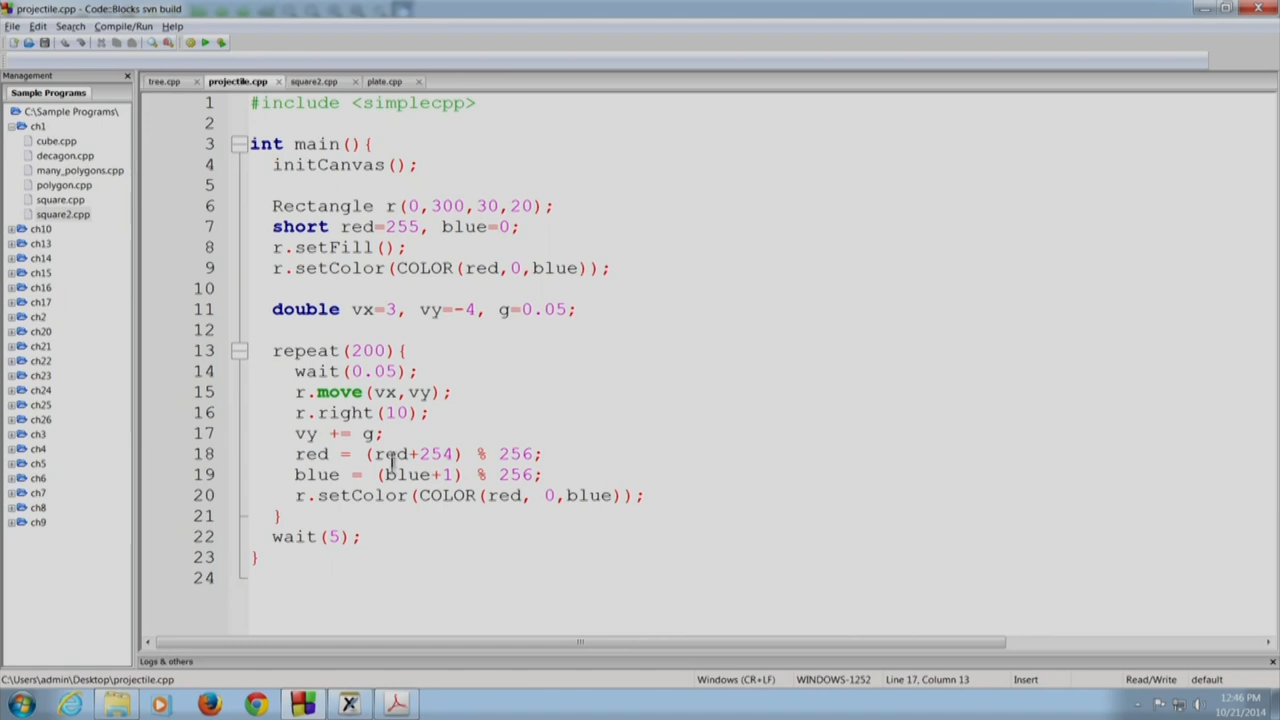 projectile.cpp - Code::Blocks svn build
File Edit Search Compile/Run Help
Management
tree.cpp projectile.cpp square2.cpp plate.cpp
Sample Programs
C:\Sample Programs\
ch1
cube.cpp
decagon.cpp
many_polygons.cpp
polygon.cpp
square.cpp
square2.cpp
ch10
ch13
ch14
ch15
ch16
ch17
ch2
ch20
ch21
ch22
ch23
ch24
ch25
ch26
ch3
ch4
ch5
ch6
ch7
ch8
ch9
1 #include <simplecpp>
2
3 int main(){
4 initCanvas();
5
6 Rectangle r(0,300,30,20);
7 short red=255, blue=0;
8 r.setFill();
9 r.setColor(COLOR(red,0,blue));
10
11 double vx=3, vy=-4, g=0.05;
12
13 repeat(200){
14 wait(0.05);
15 r.move(vx,vy);
16 r.right(10);
17 vy += g;
18 red = (red+254) % 256;
19 blue = (blue+1) % 256;
20 r.setColor(COLOR(red, 0,blue));
21 }
22 wait(5);
23 }
24
Logs & others
C:\Users\admin\Desktop\projectile.cpp Windows (CR+LF) WINDOWS-1252 Line 17, Column 13 Insert Read/Write default
12:46 PM
10/21/2014